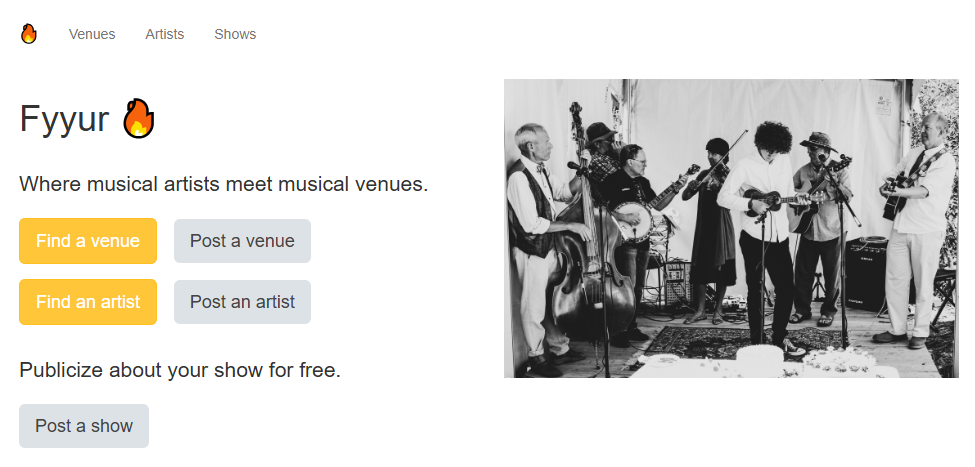 Venues Artists Shows
Fyyur
Where musical artists meet musical venues.
Find a venue Post a venue
Find an artist Post an artist
Publicize about your show for free.
Post a show